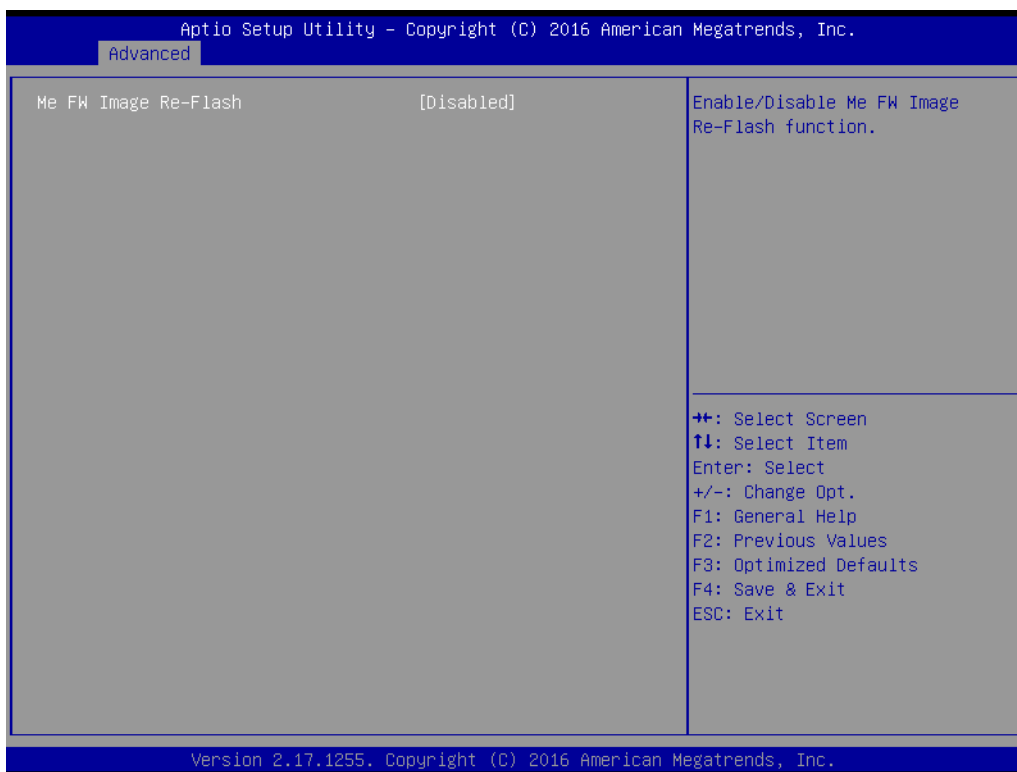 Aptio Setup Utility – Copyright (C) 2016 American Megatrends, Inc.
Advanced
Me FW Image Re-Flash [Disabled]
Enable/Disable Me FW Image
Re-Flash function.
→←: Select Screen
↑↓: Select Item
Enter: Select
+/-: Change Opt.
F1: General Help
F2: Previous Values
F3: Optimized Defaults
F4: Save & Exit
ESC: Exit
Version 2.17.1255. Copyright (C) 2016 American Megatrends, Inc.